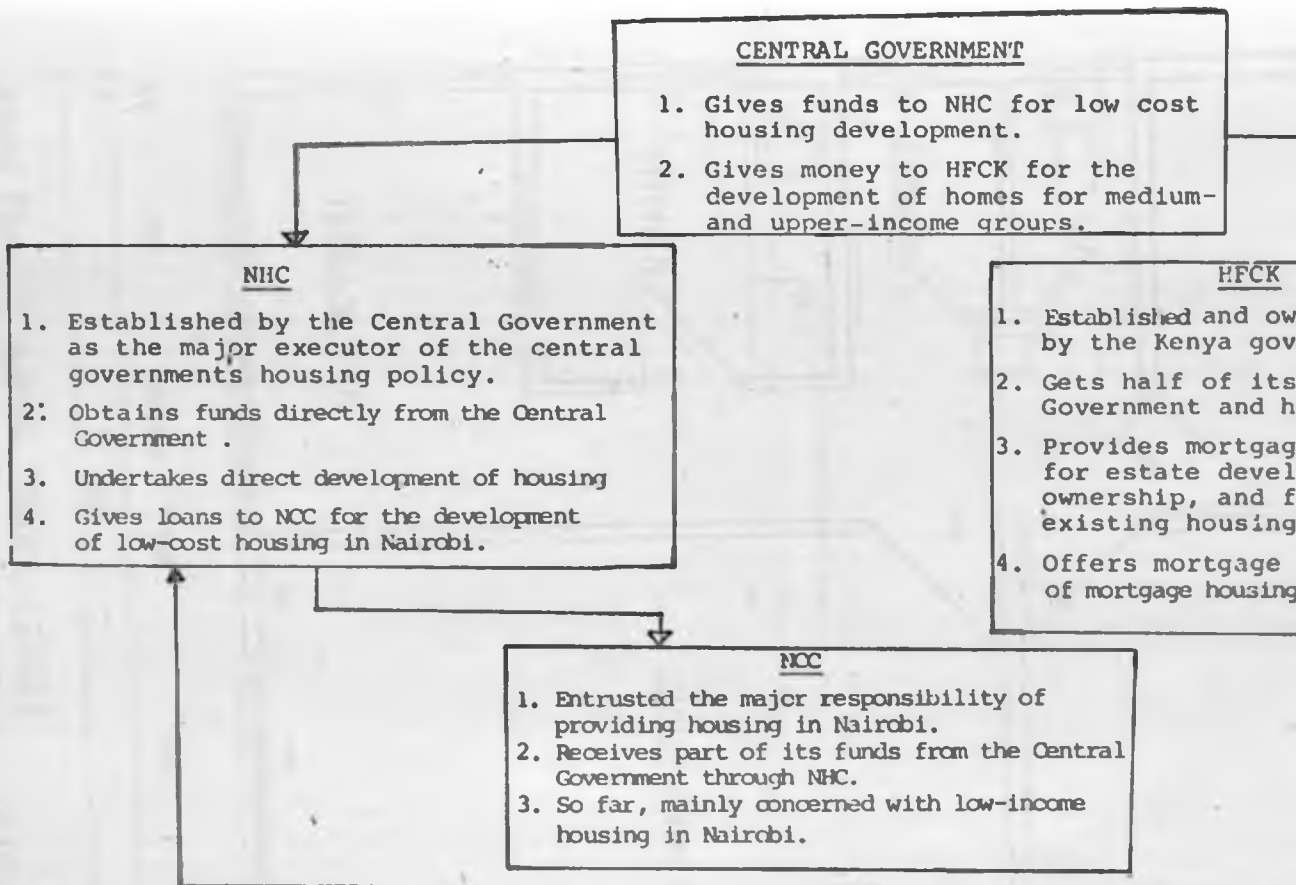 CENTRAL GOVERNMENT
1. Gives funds to NHC for low cost
housing development.
2. Gives money to HFCK for the
development of homes for medium-
and upper-income groups.
NHC
1. Established by the Central Government
as the major executor of the central
governments housing policy.
2. Obtains funds directly from the Central
Government .
3. Undertakes direct development of housing
4. Gives loans to NCC for the development
of low-cost housing in Nairobi.
HFCK
1. Established and ow
by the Kenya gov
2. Gets half of its
Government and h
3. Provides mortgag
for estate devel
ownership, and f
existing housing
4. Offers mortgage
of mortgage housing
NCC
1. Entrusted the major responsibility of
providing housing in Nairobi.
2. Receives part of its funds from the Central
Government through NHC.
3. So far, mainly concerned with low-income
housing in Nairobi.